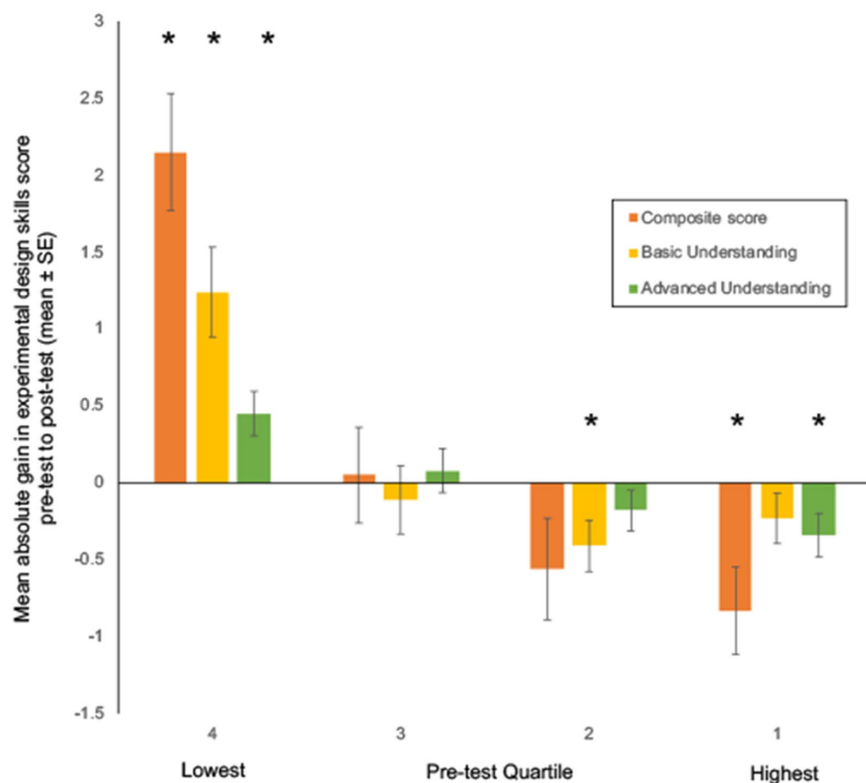 Mean absolute gain in experimental design skills score
pre-test to post-test (mean ± SE)
3
2.5
2
1.5
1
0.5
0
-0.5
-1
-1.5
* * *
*
* *
Composite score
Basic Understanding
Advanced Understanding
4 3 2 1
Lowest Pre-test Quartile Highest